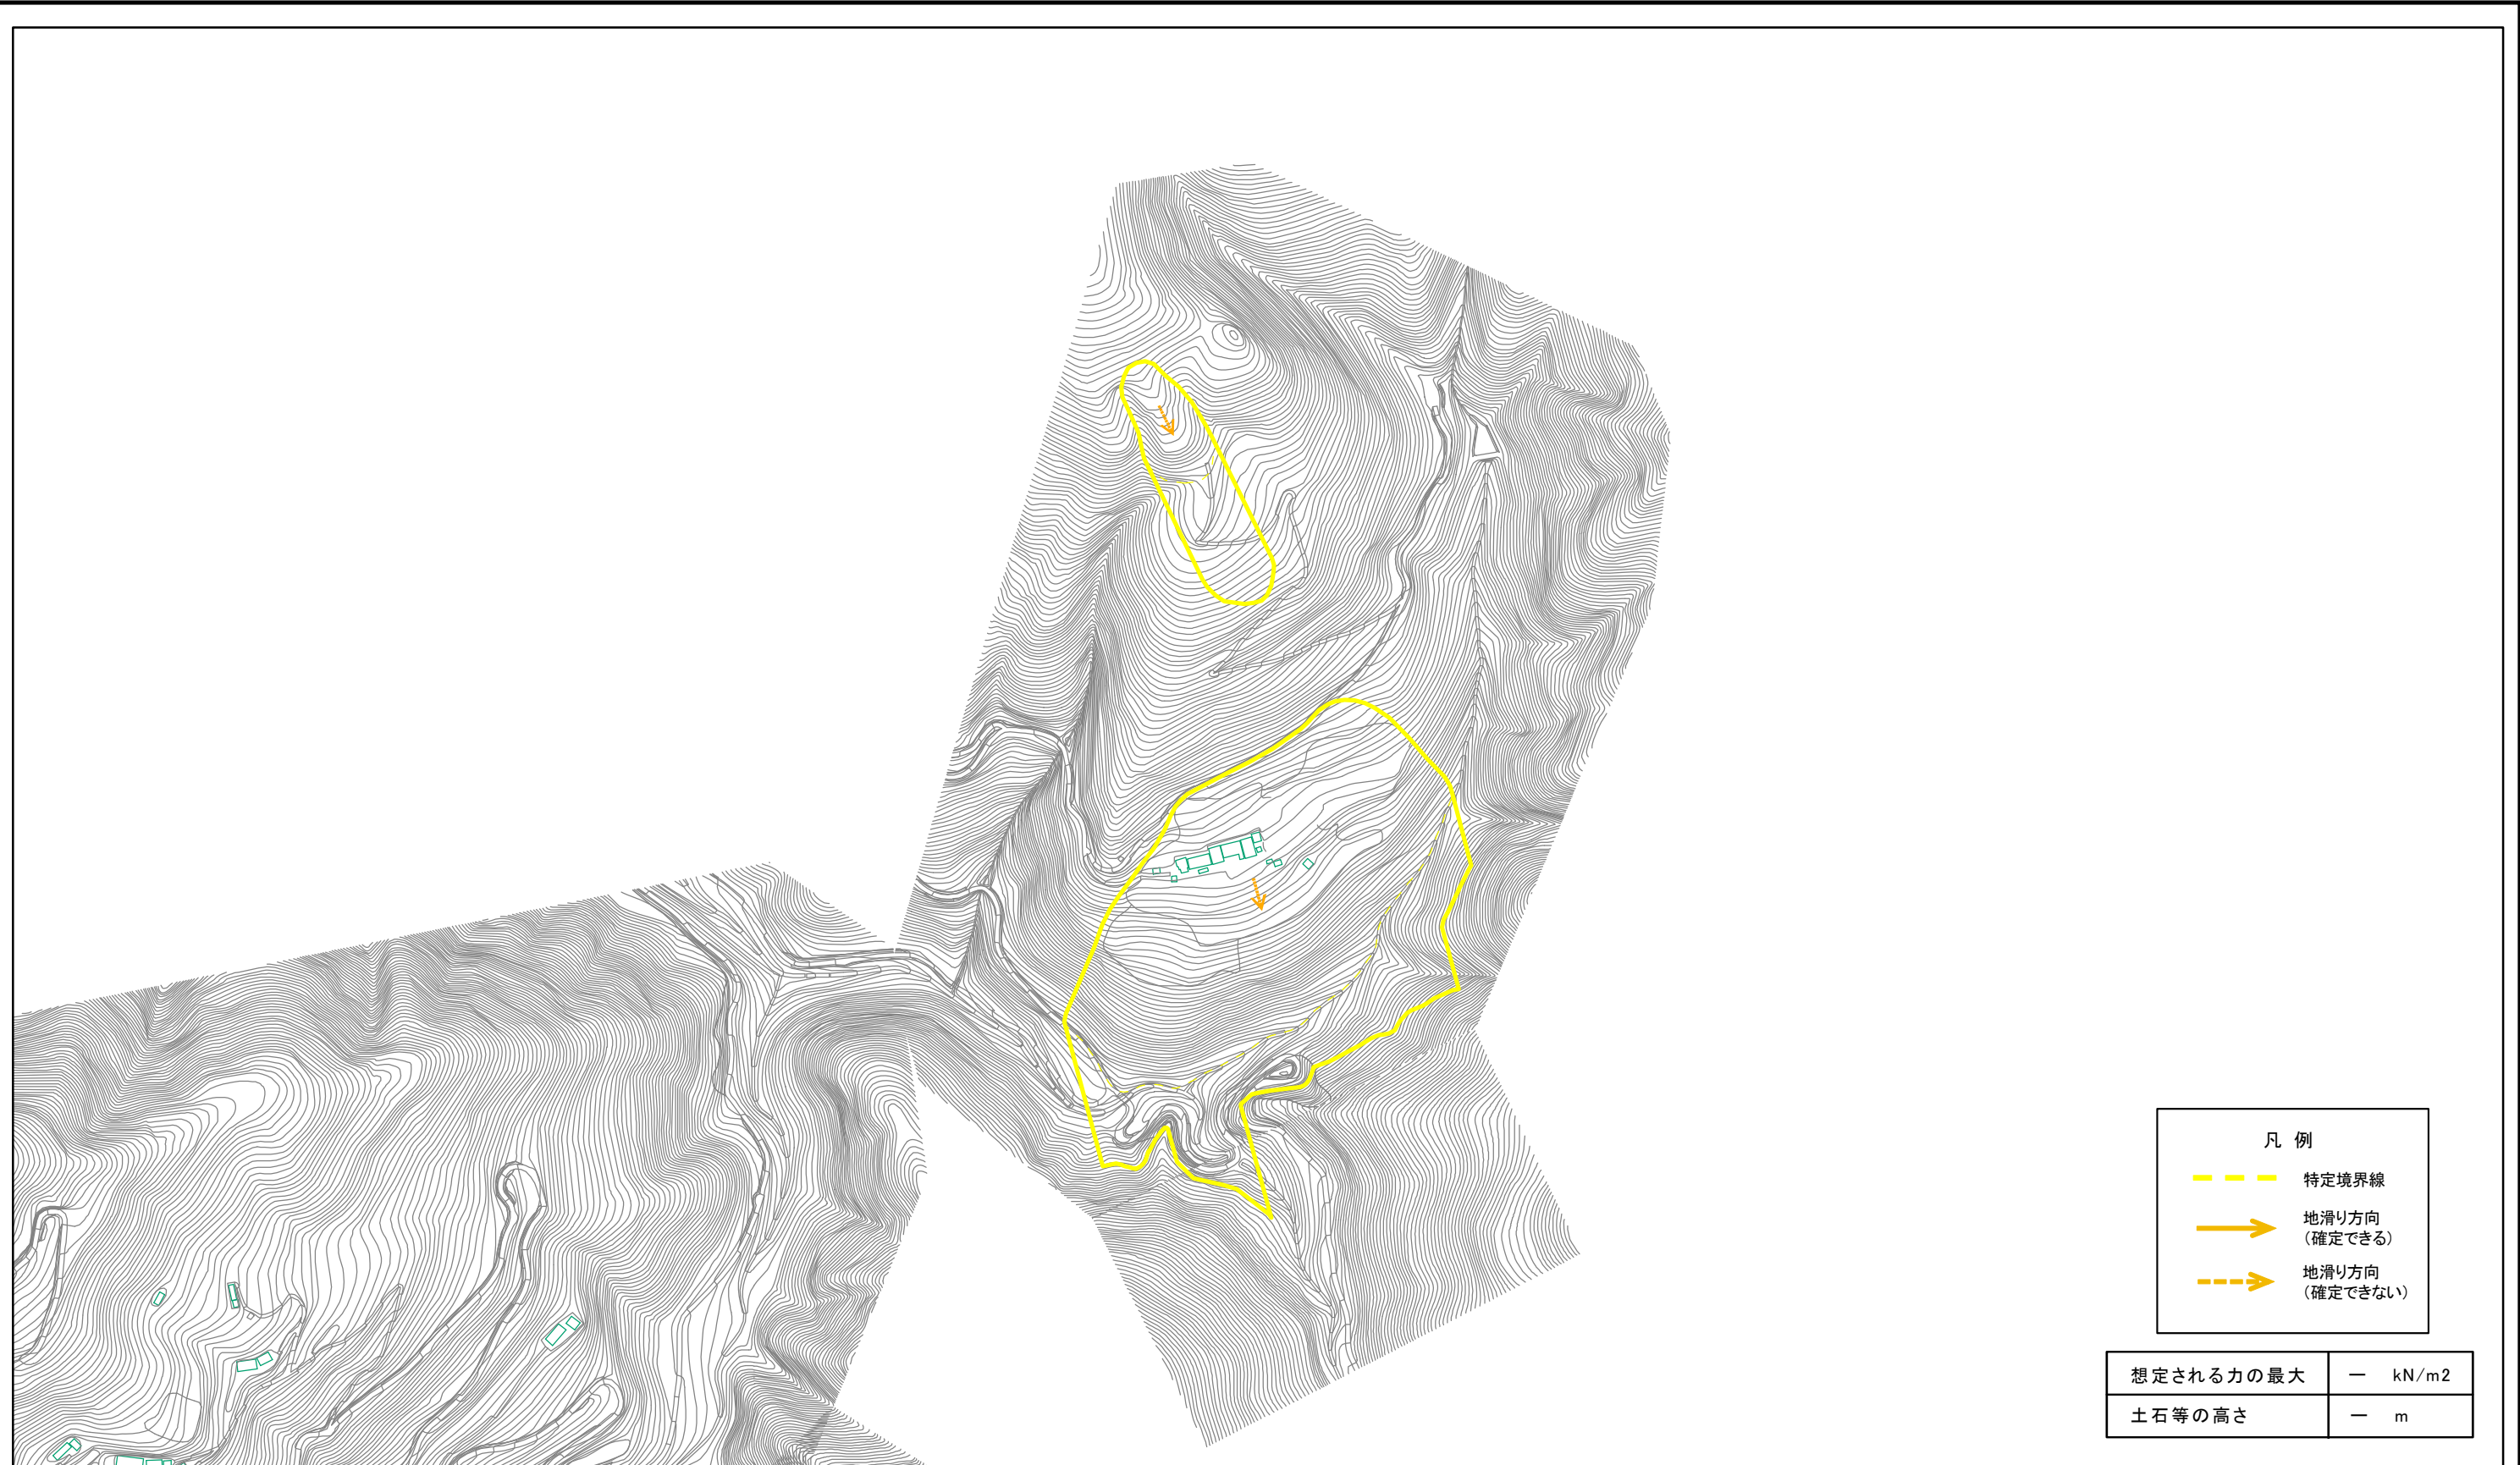 凡 例
特定境界線
地滑り方向
（確定できる）
地滑り方向
（確定できない）
想定される力の最大 ー kN/m2
土石等の高さ ー m